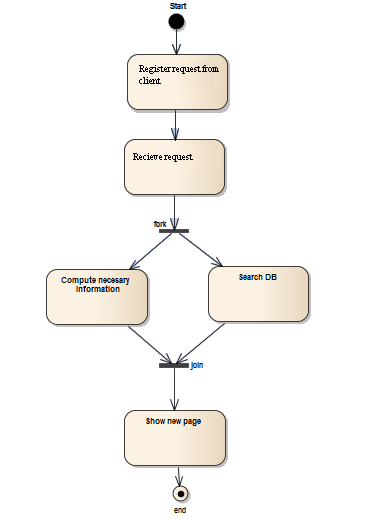 Start
Register request from
client
Recieve request
fork
Compute necesary
information
Search DB
join
Show new page
end